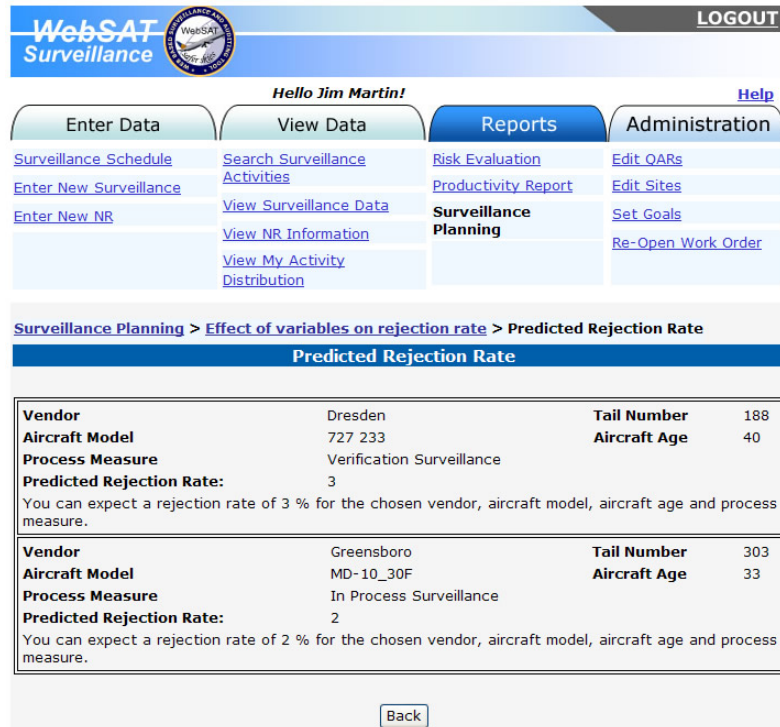 LOGOUT
WebSAT
Surveillance
WebSAT
Hello Jim Martin!
Help
Enter Data
View Data
Reports
Administration
Surveillance Schedule
Enter New Surveillance
Enter New NR
Search Surveillance
Activities
View Surveillance Data
View NR Information
View My Activity
Distribution
Risk Evaluation
Productivity Report
Surveillance
Planning
Edit QARs
Edit Sites
Set Goals
Re-Open Work Order
Surveillance Planning > Effect of variables on rejection rate > Predicted Rejection Rate
Predicted Rejection Rate
Vendor Dresden Tail Number 188
Aircraft Model 727 233 Aircraft Age 40
Process Measure Verification Surveillance
Predicted Rejection Rate: 3
You can expect a rejection rate of 3 % for the chosen vendor, aircraft model, aircraft age and process
measure.
Vendor Greensboro Tail Number 303
Aircraft Model MD-10_30F Aircraft Age 33
Process Measure In Process Surveillance
Predicted Rejection Rate: 2
You can expect a rejection rate of 2 % for the chosen vendor, aircraft model, aircraft age and process
measure.
Back